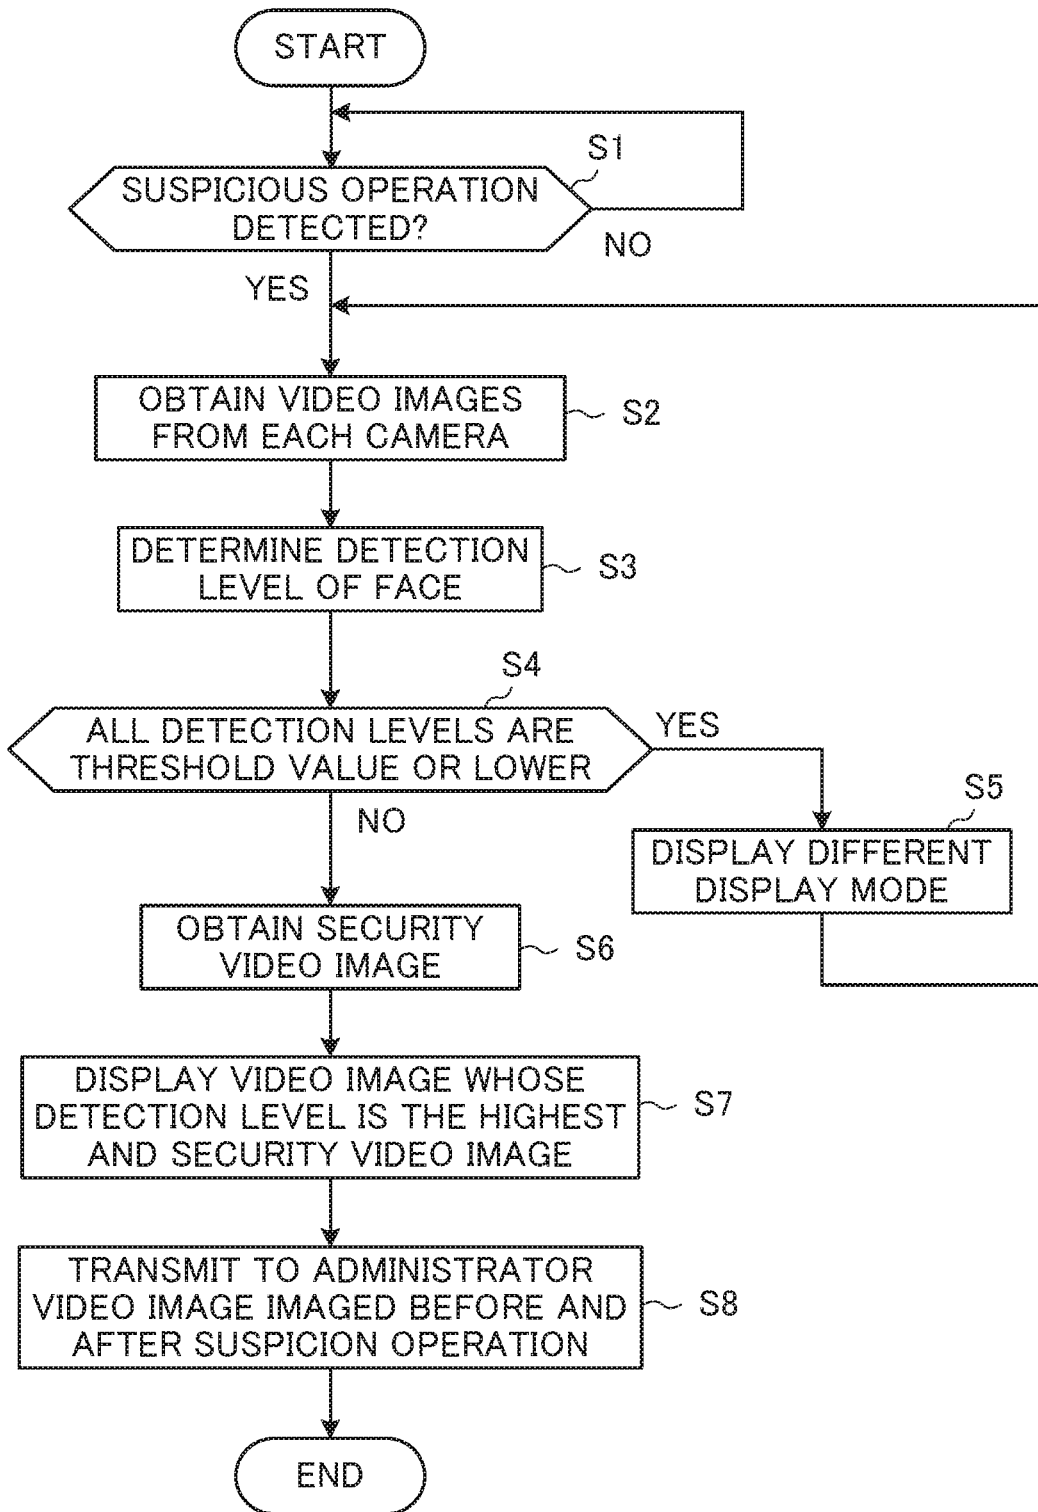 START
S1
SUSPICIOUS OPERATION
DETECTED?
NO
YES
OBTAIN VIDEO IMAGES
FROM EACH CAMERA
S2
DETERMINE DETECTION
LEVEL OF FACE
S3
S4
ALL DETECTION LEVELS ARE
THRESHOLD VALUE OR LOWER
YES
NO
S5
DISPLAY DIFFERENT
DISPLAY MODE
OBTAIN SECURITY
VIDEO IMAGE
S6
DISPLAY VIDEO IMAGE WHOSE
DETECTION LEVEL IS THE HIGHEST
AND SECURITY VIDEO IMAGE
S7
TRANSMIT TO ADMINISTRATOR
VIDEO IMAGE IMAGED BEFORE AND
AFTER SUSPICION OPERATION
S8
END